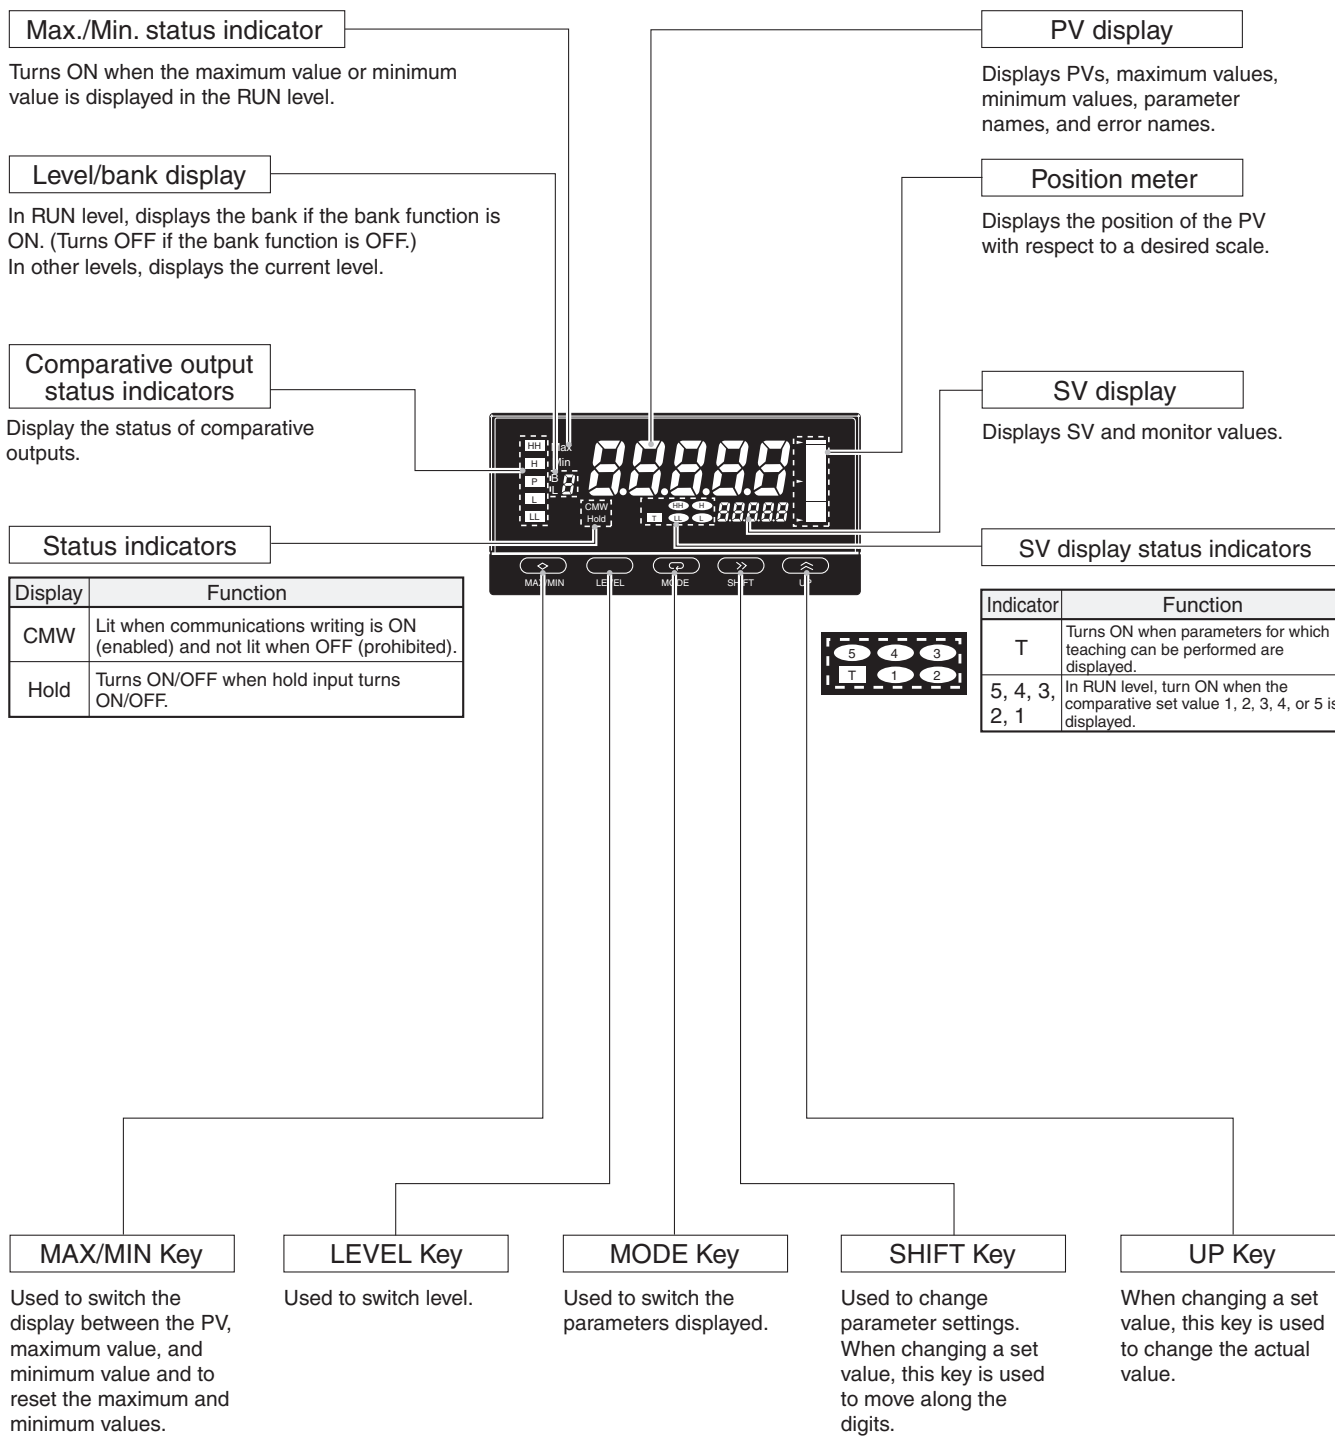 Max./Min. status indicator
Turns ON when the maximum value or minimum
value is displayed in the RUN level.
Level/bank display
In RUN level, displays the bank if the bank function is
ON. (Turns OFF if the bank function is OFF.)
In other levels, displays the current level.
Comparative output
status indicators
Display the status of comparative
outputs.
Status indicators
Display Function
CMW Lit when communications writing is ON
(enabled) and not lit when OFF (prohibited).
Hold Turns ON/OFF when hold input turns
ON/OFF.
PV display
Displays PVs, maximum values,
minimum values, parameter
names, and error names.
Position meter
Displays the position of the PV
with respect to a desired scale.
SV display
Displays SV and monitor values.
SV display status indicators
Indicator Function
T Turns ON when parameters for which
teaching can be performed are
displayed.
5, 4, 3,
2, 1
In RUN level, turn ON when the
comparative set value 1, 2, 3, 4, or 5 is
displayed.
HH Max
H Min
P B
L L
LL
8
88888
CMW
Hold
HH H
T LL L
88888
MAX/MIN LEVEL MODE SHIFT UP
5 4 3
T 1 2
MAX/MIN Key
Used to switch the
display between the PV,
maximum value, and
minimum value and to
reset the maximum and
minimum values.
LEVEL Key
Used to switch level.
MODE Key
Used to switch the
parameters displayed.
SHIFT Key
Used to change
parameter settings.
When changing a set
value, this key is used
to move along the
digits.
UP Key
When changing a set
value, this key is used
to change the actual
value.